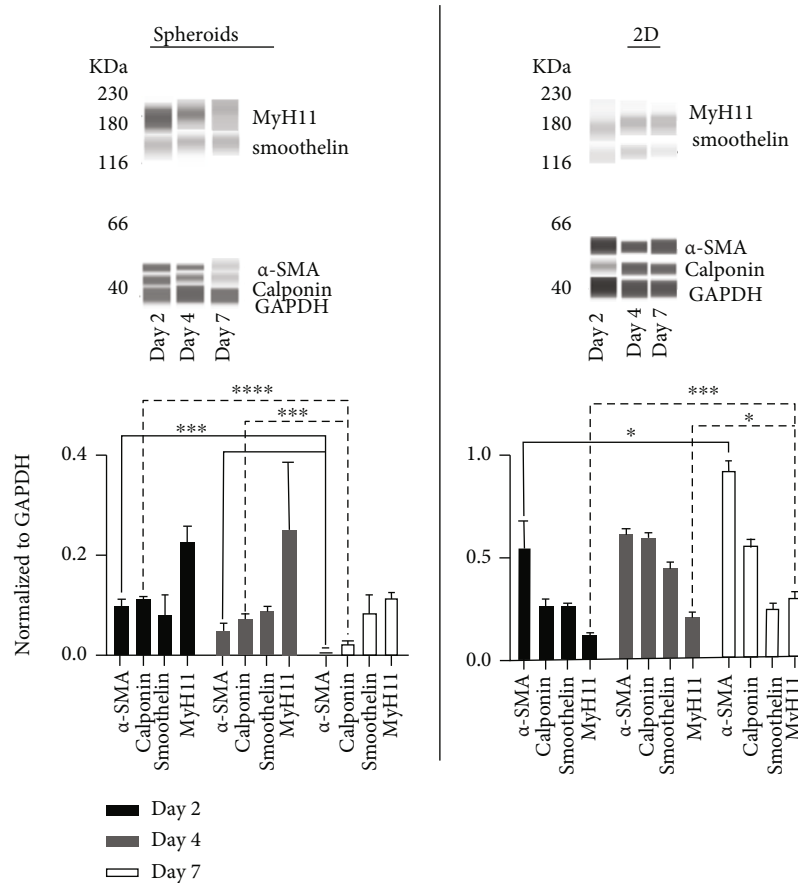 Spheroids
KDa
230
180
116
66
40
MyH11
smoothelin
α-SMA
Calponin
GAPDH
Day 2
Day 4
Day 7
2D
KDa
230
180
116
66
40
MyH11
smoothelin
α-SMA
Calponin
GAPDH
Day 2
Day 4
Day 7
Normalized to GAPDH
0.4
0.2
0.0
****
***
***
α-SMA
Calponin
Smoothelin
MyH11
α-SMA
Calponin
Smoothelin
MyH11
α-SMA
Calponin
Smoothelin
MyH11
1.0
0.5
0.0
***
*
*
α-SMA
Calponin
Smoothelin
MyH11
α-SMA
Calponin
Smoothelin
MyH11
α-SMA
Calponin
Smoothelin
MyH11
Day 2
Day 4
Day 7